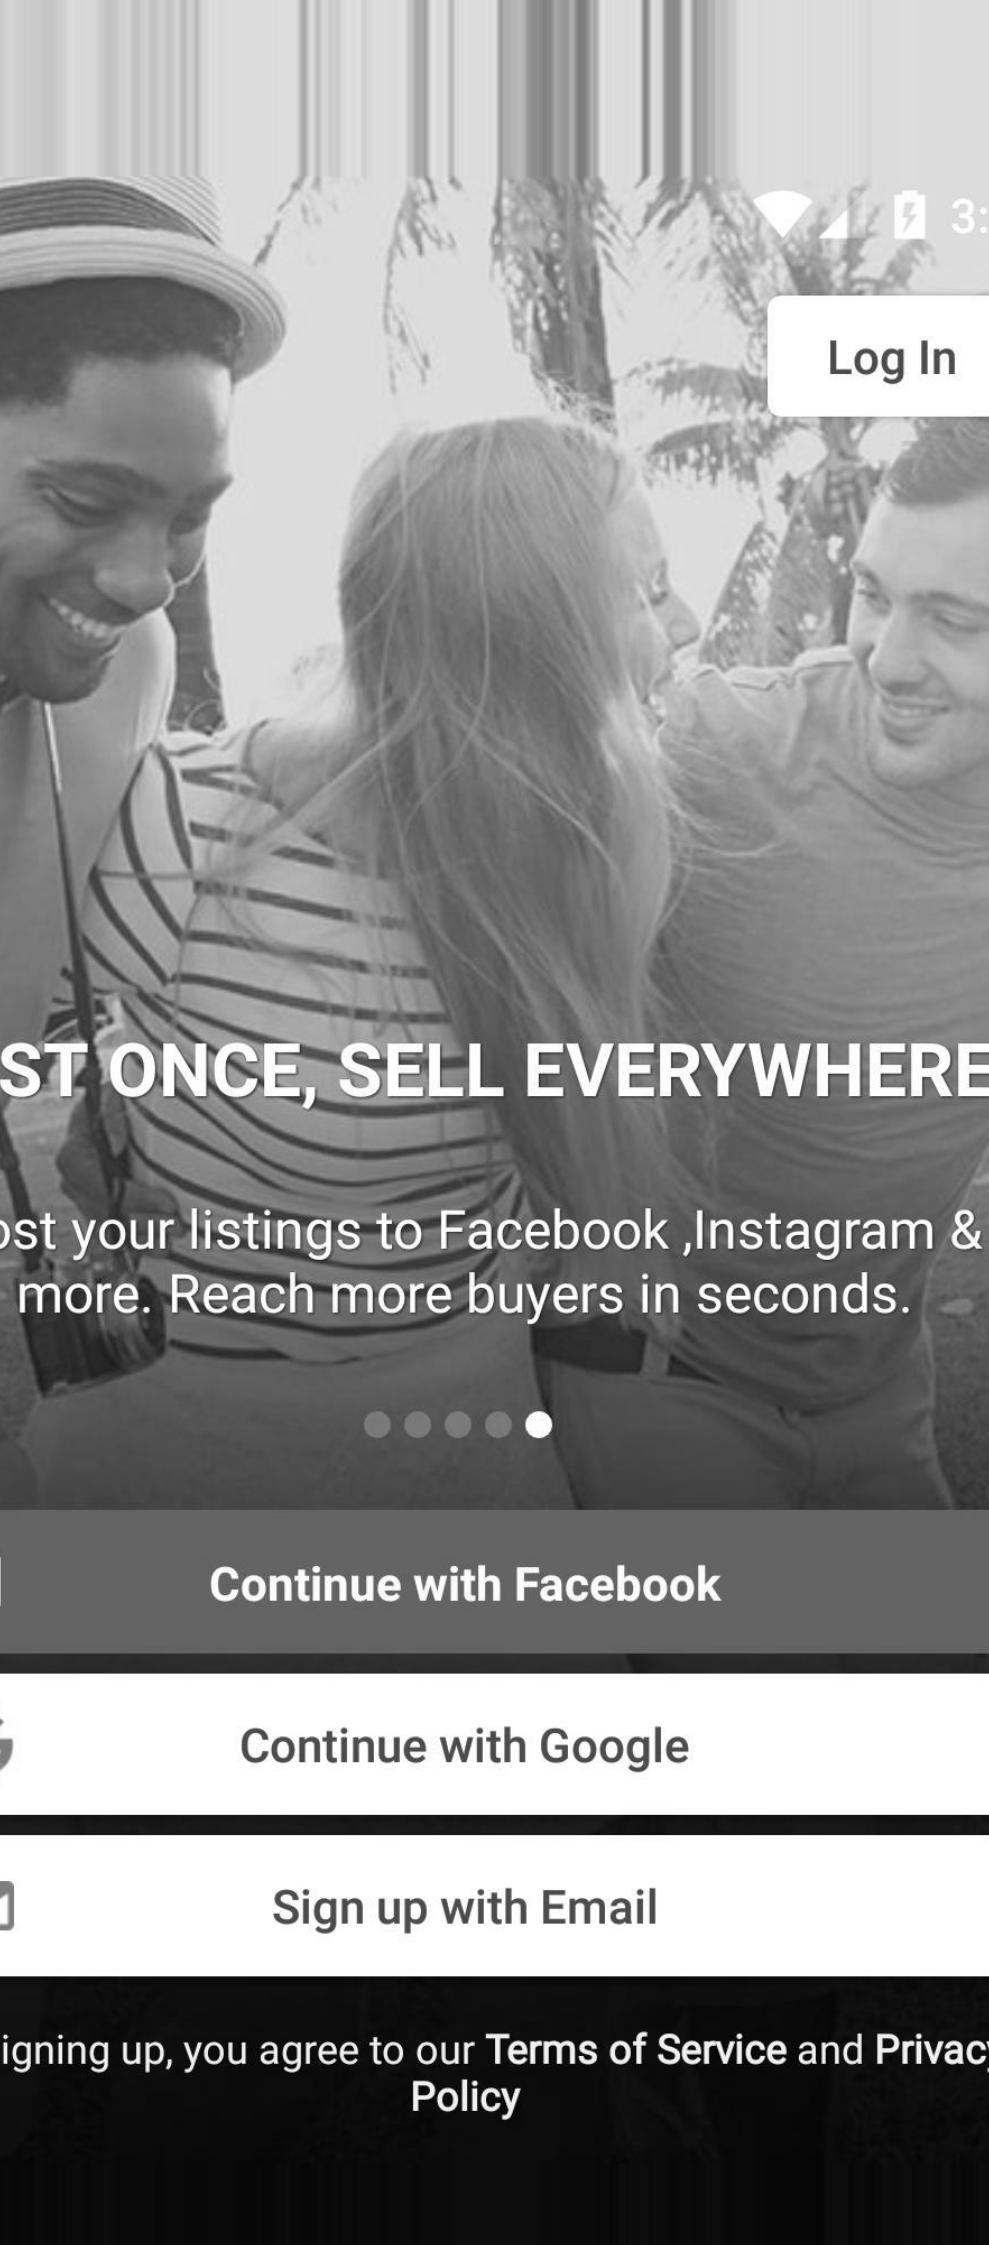 3:
Log In
ST ONCE, SELL EVERYWHERE
ost your listings to Facebook ,Instagram &
more. Reach more buyers in seconds.
Continue with Facebook
Continue with Google
Sign up with Email
igning up, you agree to our Terms of Service and Privacy
Policy